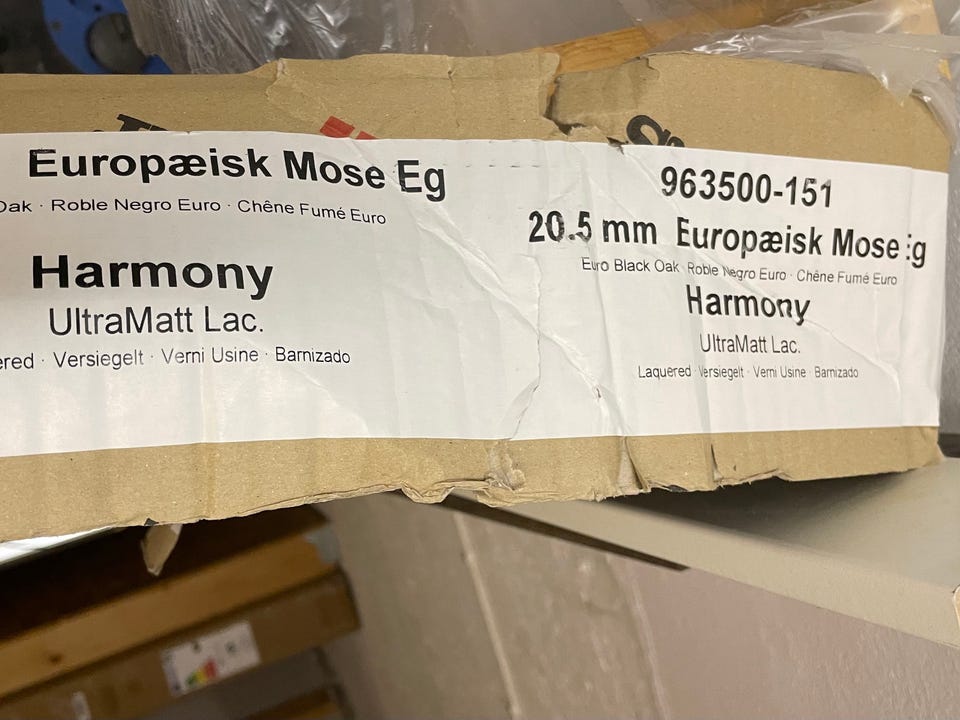 Europæisk Mose Eg
Oak · Roble Negro Euro · Chêne Fumé Euro
Harmony
UltraMatt Lac.
ered · Versiegelt · Verni Usine · Barnizado
963500-151
20.5 mm Europæisk Mose Eg
Euro Black Oak · Roble Negro Euro · Chêne Fumé Euro
Harmony
UltraMatt Lac.
Laquered · Versiegelt · Verni Usine · Barnizado